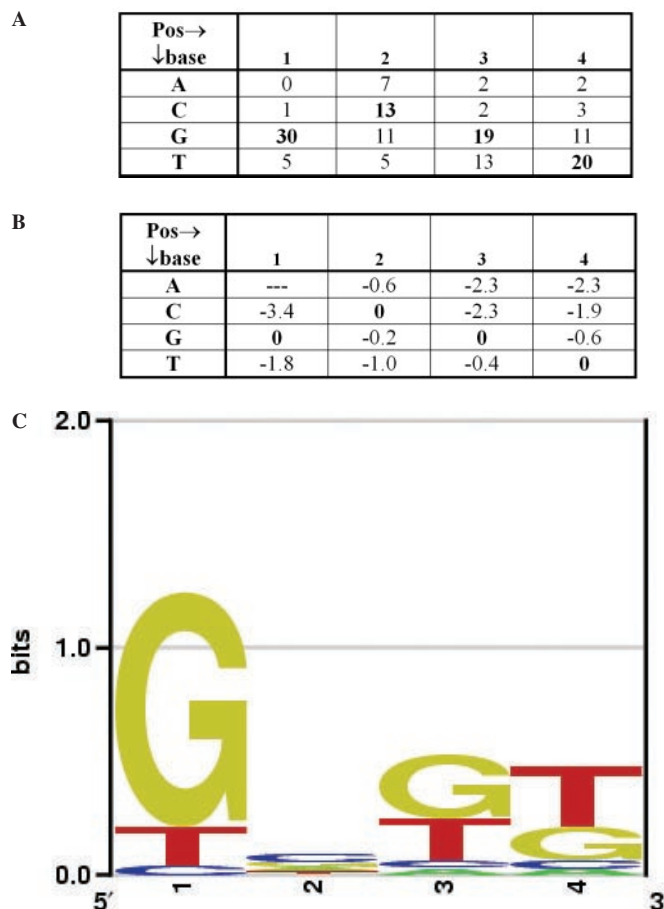 A
Pos→
↓base 1 2 3 4
A 0 7 2 2
C 1 13 2 3
G 30 11 19 11
T 5 5 13 20
B
Pos→
↓base 1 2 3 4
A --- -0.6 -2.3 -2.3
C -3.4 0 -2.3 -1.9
G 0 -0.2 0 -0.6
T -1.8 -1.0 -0.4 0
C
2.0
1.0
0.0
bits
G T C
C G T
G T C A
T G C A
5′ 1 2 3 4 3